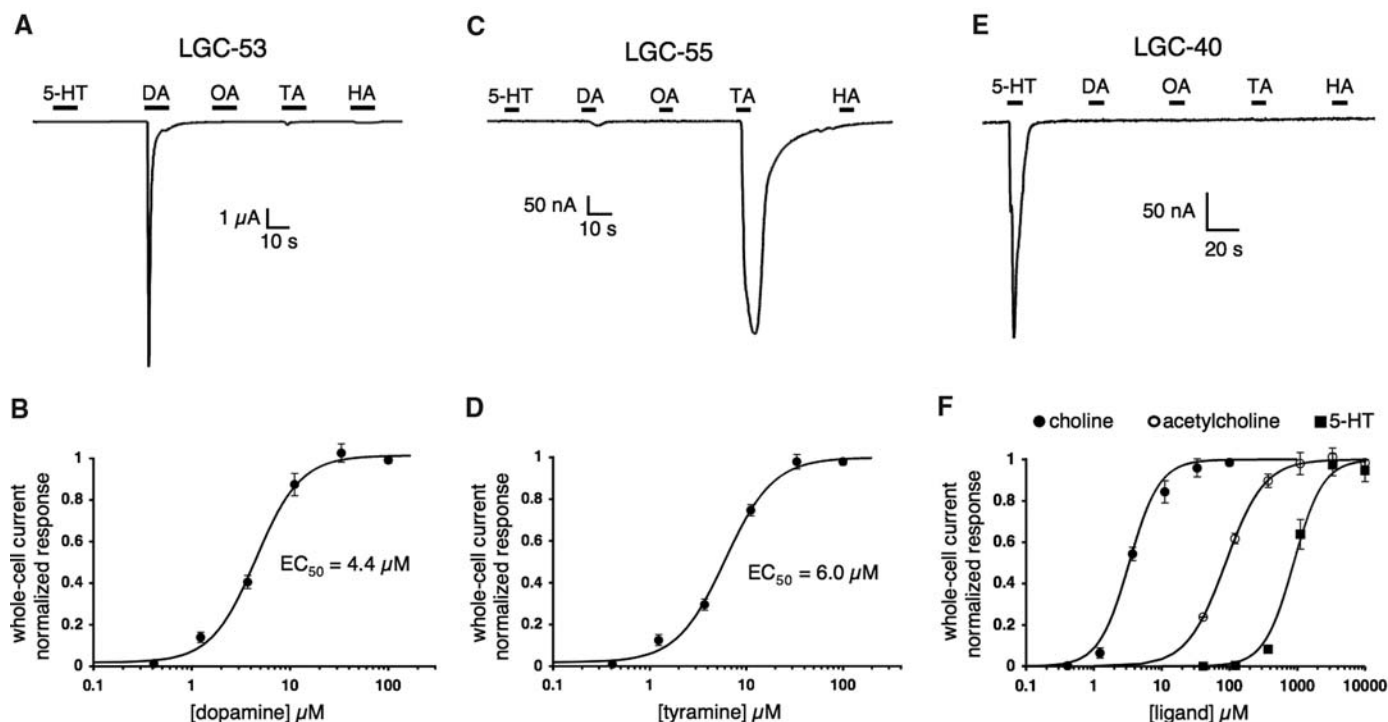 A
LGC-53
5-HT DA OA TA HA
1 µA
10 s
C
LGC-55
5-HT DA OA TA HA
50 nA
10 s
E
LGC-40
5-HT DA OA TA HA
50 nA
20 s
B
whole-cell current
normalized response
1
0.8
0.6
0.4
0.2
0
EC50 = 4.4 µM
0.1 1 10 100
[dopamine] µM
D
whole-cell current
normalized response
1
0.8
0.6
0.4
0.2
0
EC50 = 6.0 µM
0.1 1 10 100
[tyramine] µM
F
choline acetylcholine 5-HT
whole-cell current
normalized response
1
0.8
0.6
0.4
0.2
0
0.1 1 10 100 1000 10000
[ligand] µM